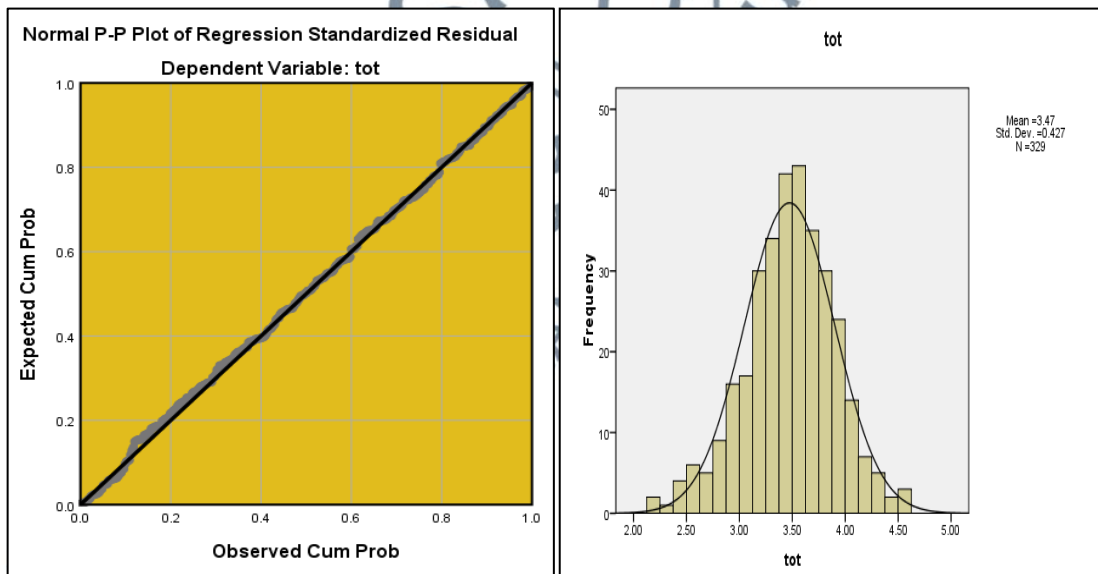 Normal P-P Plot of Regression Standardized Residual
Dependent Variable: tot
1.0
0.8
0.6
0.4
0.2
0.0
Expected Cum Prob
0.0 0.2 0.4 0.6 0.8 1.0
Observed Cum Prob
tot
50
40
30
20
10
0
Frequency
2.00 2.50 3.00 3.50 4.00 4.50 5.00
tot
Mean =3.47
Std. Dev. =0.427
N =329